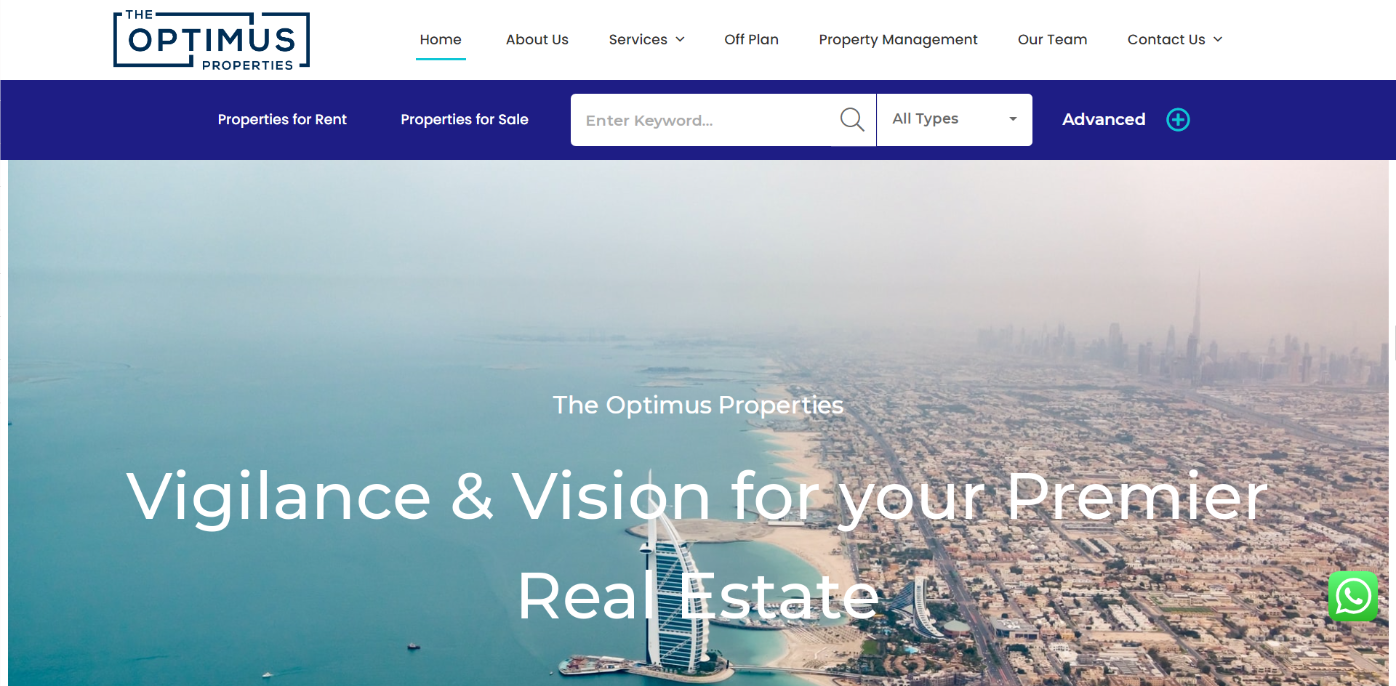 THE
OPTIMUS
PROPERTIES
Home About Us Services Off Plan Property Management Our Team Contact Us
Properties for Rent Properties for Sale Enter Keyword... All Types Advanced
The Optimus Properties
Vigilance & Vision for your Premier
Real Estate